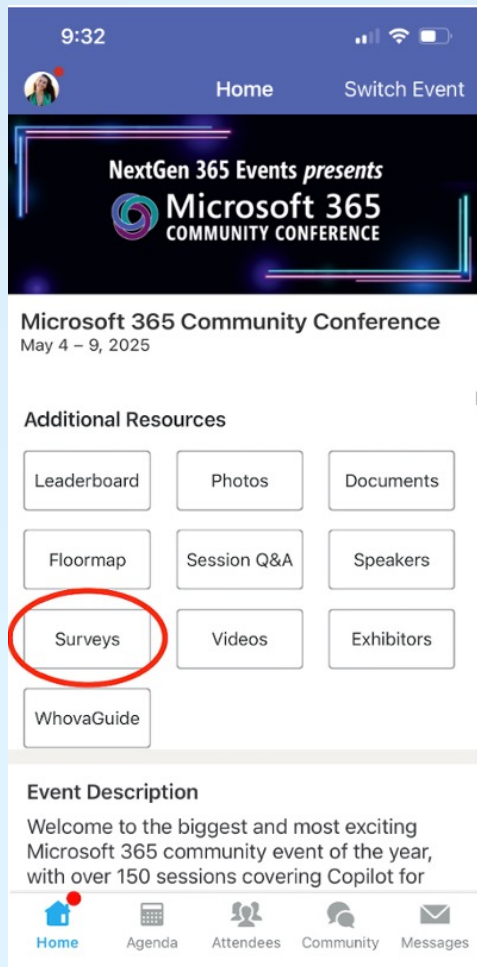 9:32
Home
Switch Event
NextGen 365 Events presents
Microsoft 365
COMMUNITY CONFERENCE
Microsoft 365 Community Conference
May 4 – 9, 2025
Additional Resources
Leaderboard
Photos
Documents
Floormap
Session Q&A
Speakers
Surveys
Videos
Exhibitors
WhovaGuide
Event Description
Welcome to the biggest and most exciting
Microsoft 365 community event of the year,
with over 150 sessions covering Copilot for
Home
Agenda
Attendees
Community
Messages